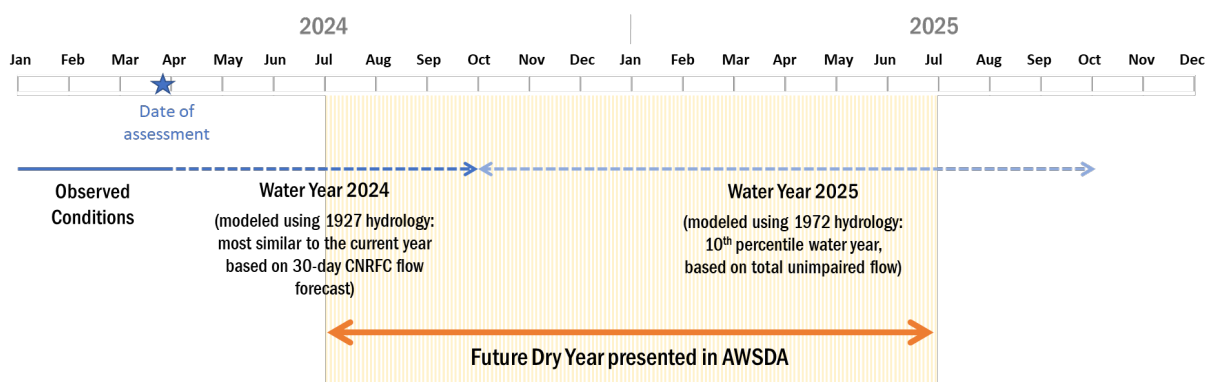 2024 2025
Jan Feb Mar Apr May Jun Jul Aug Sep Oct Nov Dec Jan Feb Mar Apr May Jun Jul Aug Sep Oct Nov Dec
Date of
assessment
Observed
Conditions
Water Year 2024
(modeled using 1927 hydrology:
most similar to the current year
based on 30-day CNRFC flow
forecast)
Water Year 2025
(modeled using 1972 hydrology:
10th percentile water year,
based on total unimpaired flow)
Future Dry Year presented in AWSDA